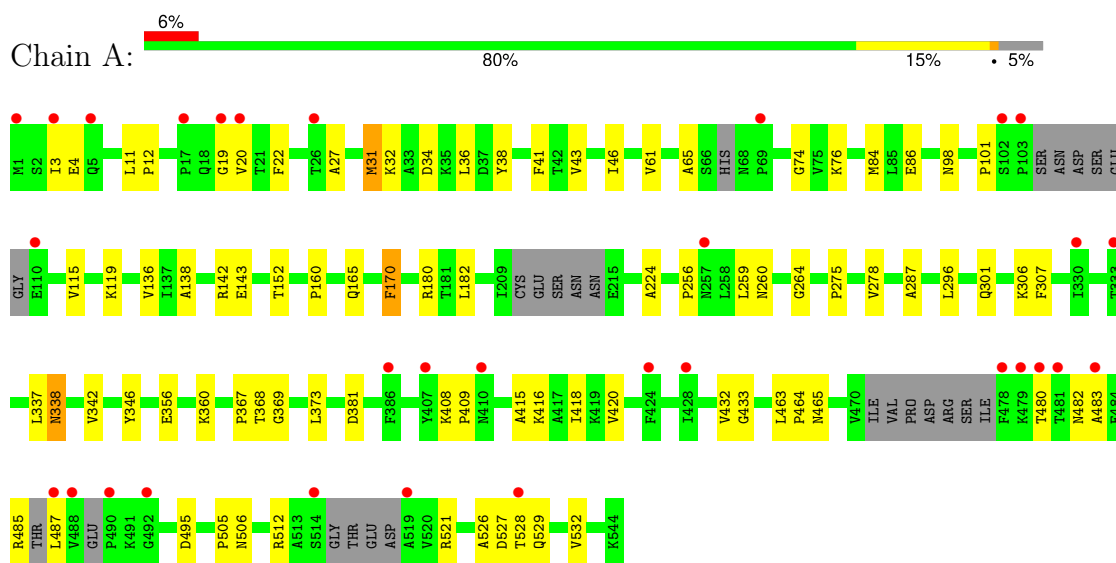 6%
Chain A:
80% 15% • 5%
M1 S2 I3 E4 Q5 L11 P12 P17 Q18 G19 V20 T21 F22 T26 A27 M31 K32 A33 D34 K35 L36 D37 Y38 F41 T42 V43 I46 V61 A65 S66 HIS N68 P69 G74 V75 K76 M84 L85 E86 N98 P101 S102 P103 SER ASN ASP SER GLU
GLY E110 V115 K119 V136 I137 A138 R142 E143 T152 P160 Q165 F170 R180 T181 L182 I209 CYS GLU SER ASN ASN E215 A224 P256 N257 L258 L259 N260 G264 P275 V278 A287 L296 Q301 K306 F307 I330 T333
L337 N338 V342 Y346 E356 K360 P367 T368 G369 L373 D381 F386 Y407 K408 P409 N410 A415 K416 A417 I418 K419 V420 F424 I428 V432 G433 L463 P464 N465 V470 ILE VAL PRO ASP ARG SER ILE F478 K479 T480 T481 N482 A483 E484
R485 THR L487 V488 GLU P490 K491 G492 D495 P505 N506 R512 A513 S514 GLY THR GLU ASP A519 V520 R521 A526 D527 T528 Q529 V532 K544